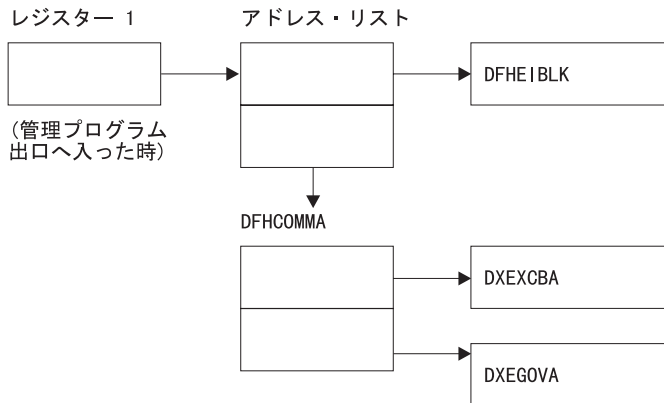 レジスター 1
アドレス・リスト
DFHEIBLK
(管理プログラム
出口へ入った時)
DFHCOMMA
DXEXCBA
DXEGOVA